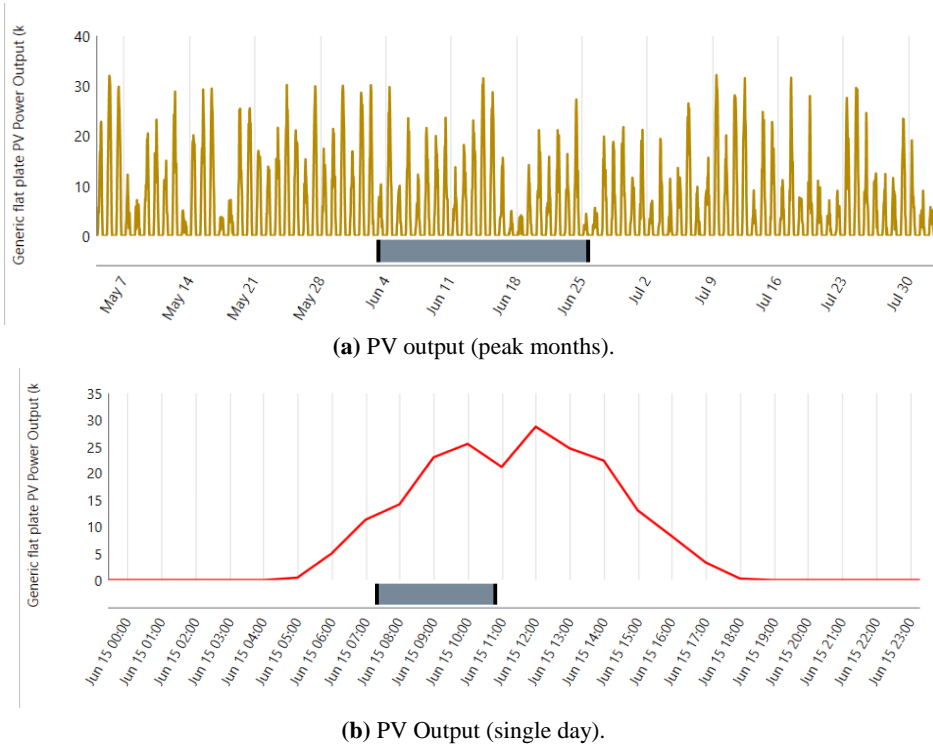 Generic flat plate PV Power Output (k
40
30
20
10
0
May 7
May 14
May 21
May 28
Jun 4
Jun 11
Jun 18
Jun 25
Jul 2
Jul 9
Jul 16
Jul 23
Jul 30
(a) PV output (peak months).
Generic flat plate PV Power Output (k
35
30
25
20
15
10
5
0
Jun 15 00:00
Jun 15 01:00
Jun 15 02:00
Jun 15 03:00
Jun 15 04:00
Jun 15 05:00
Jun 15 06:00
Jun 15 07:00
Jun 15 08:00
Jun 15 09:00
Jun 15 10:00
Jun 15 11:00
Jun 15 12:00
Jun 15 13:00
Jun 15 14:00
Jun 15 15:00
Jun 15 16:00
Jun 15 17:00
Jun 15 18:00
Jun 15 19:00
Jun 15 20:00
Jun 15 21:00
Jun 15 22:00
Jun 15 23:00
(b) PV Output (single day).